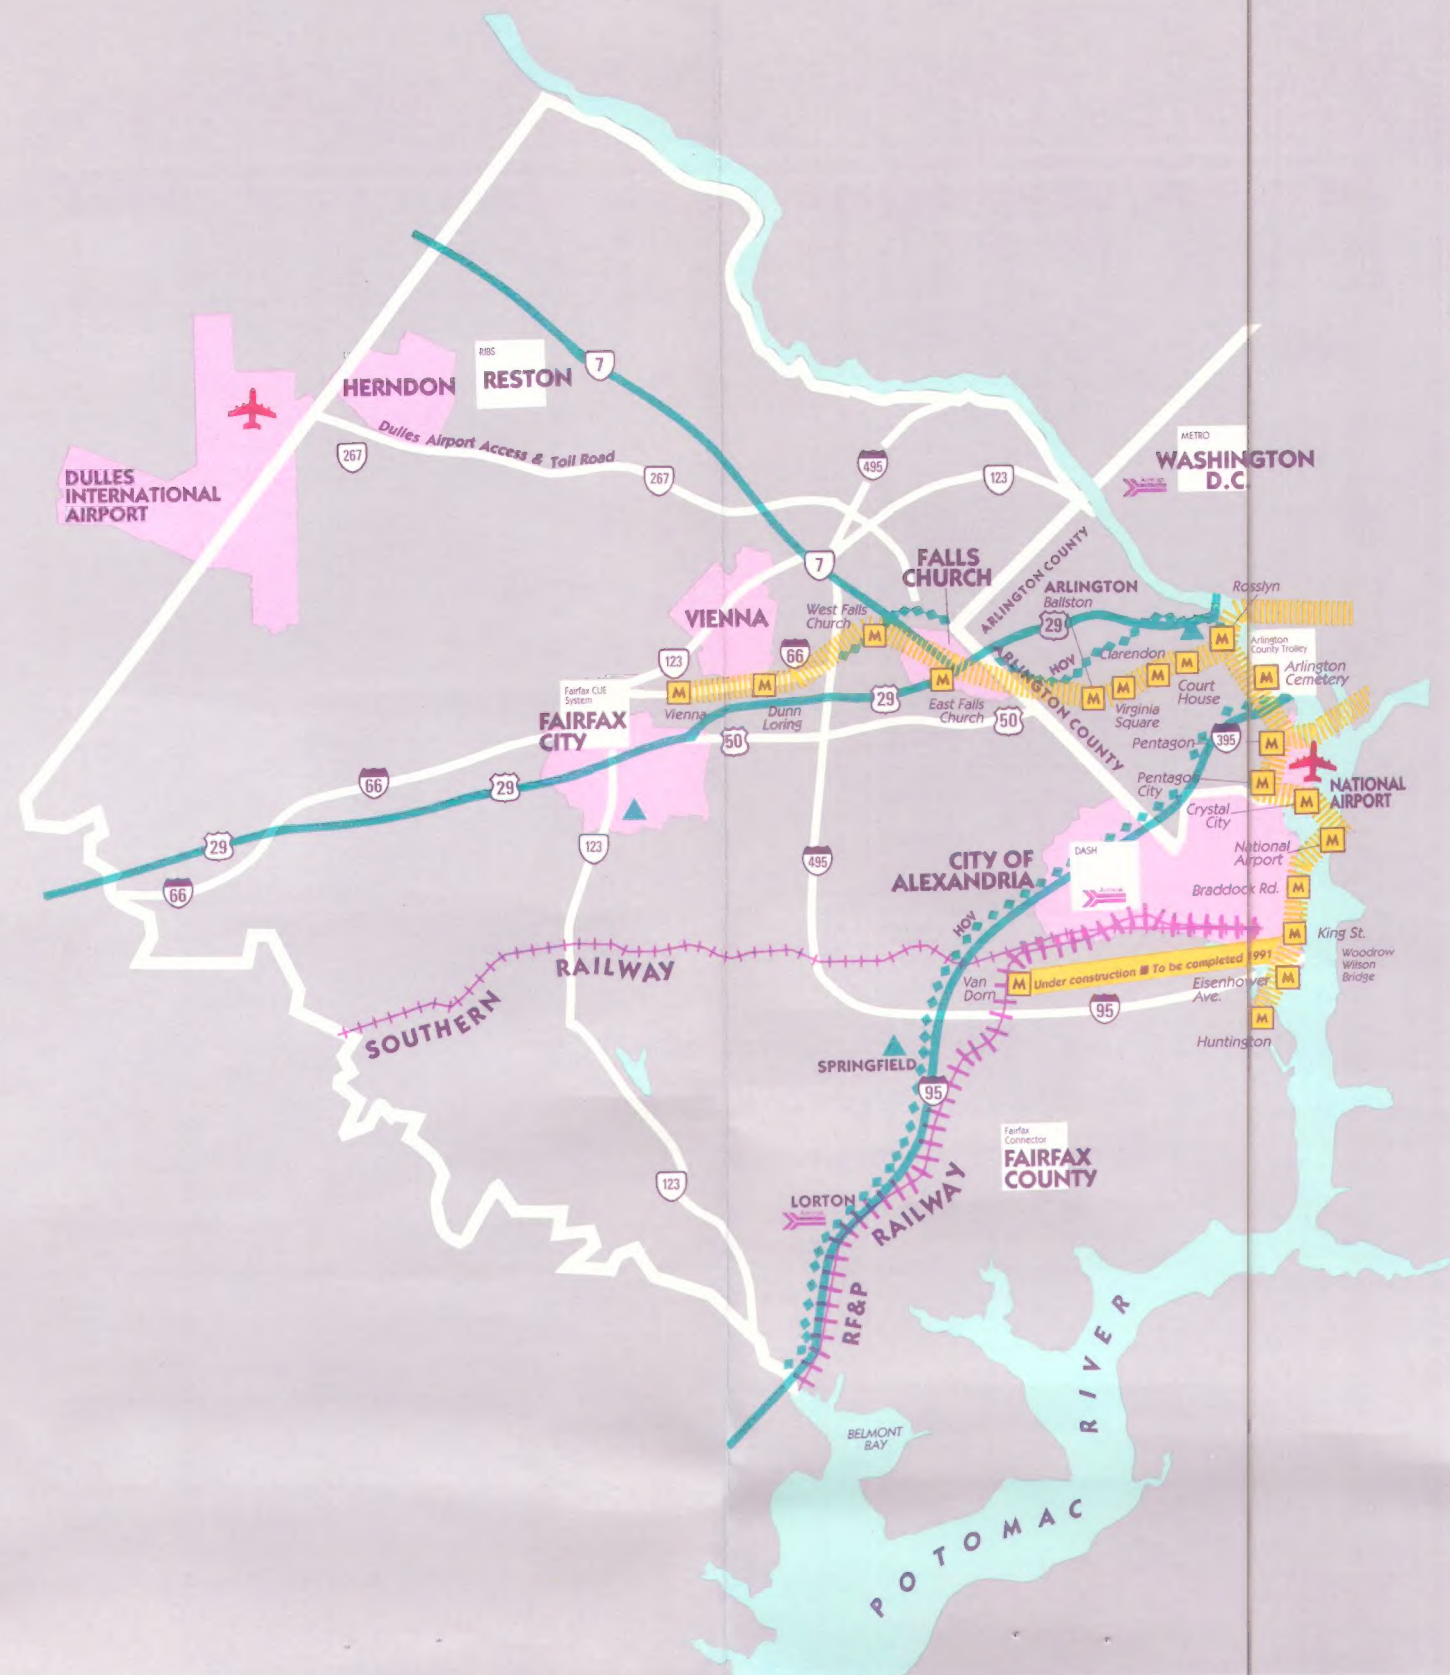 7
RIBS
RESTON
HERNDON
Dulles Airport Access & Toll Road
267
267
DULLES
INTERNATIONAL
AIRPORT
495
123
METRO
WASHINGTON
D.C.
7
FALLS
CHURCH
ARLINGTON COUNTY
ARLINGTON
Ballston
Rosslyn
VIENNA
West Falls
Church
29
66
123
HOV
Clarendon
Arlington
County Trolley
Arlington
Cemetery
ARLINGTON COUNTY
M
M
M
M
M
M
M
M
M
M
Court
House
Virginia
Square
Fairfax CUE
System
FAIRFAX
CITY
Vienna
Dunn
Loring
29
East Falls
Church
50
50
395
Pentagon
M
66
29
Pentagon
City
M
Crystal
City
M
NATIONAL
AIRPORT
National
Airport
M
29
123
495
66
CITY OF
ALEXANDRIA
DASH
Amtrak
Braddock Rd.
M
HOV
King St.
M
Woodrow
Wilson
Bridge
Under construction ■ To be completed 1991
Van
Dorn
M
Eisenhower
Ave.
M
95
M
Huntington
SOUTHERN
RAILWAY
SPRINGFIELD
95
Fairfax
Connector
FAIRFAX
COUNTY
123
LORTON
RF&P
RAILWAY
BELMONT
BAY
POTOMAC
RIVER